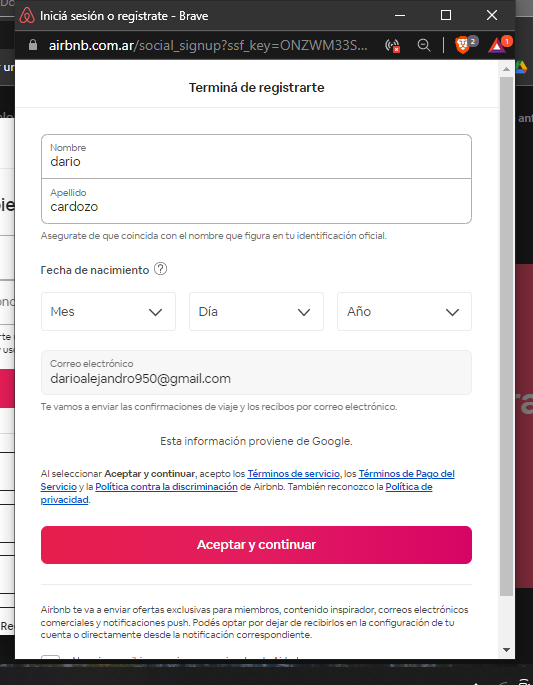 Iniciá sesión o registrate - Brave
airbnb.com.ar/social_signup?ssf_key=ONZWM33S...
2
1
Terminá de registrarte
Nombre
dario
Apellido
cardozo
Asegurate de que coincida con el nombre que figura en tu identificación oficial.
Fecha de nacimiento ?
Mes
Día
Año
Correo electrónico
darioalejandro950@gmail.com
Te vamos a enviar las confirmaciones de viaje y los recibos por correo electrónico.
Esta información proviene de Google.
Al seleccionar Aceptar y continuar, acepto los Términos de servicio, los Términos de Pago del
Servicio y la Política contra la discriminación de Airbnb. También reconozco la Política de
privacidad.
Aceptar y continuar
Airbnb te va a enviar ofertas exclusivas para miembros, contenido inspirador, correos electrónicos
comerciales y notificaciones push. Podés optar por dejar de recibirlos en la configuración de tu
cuenta o directamente desde la notificación correspondiente.